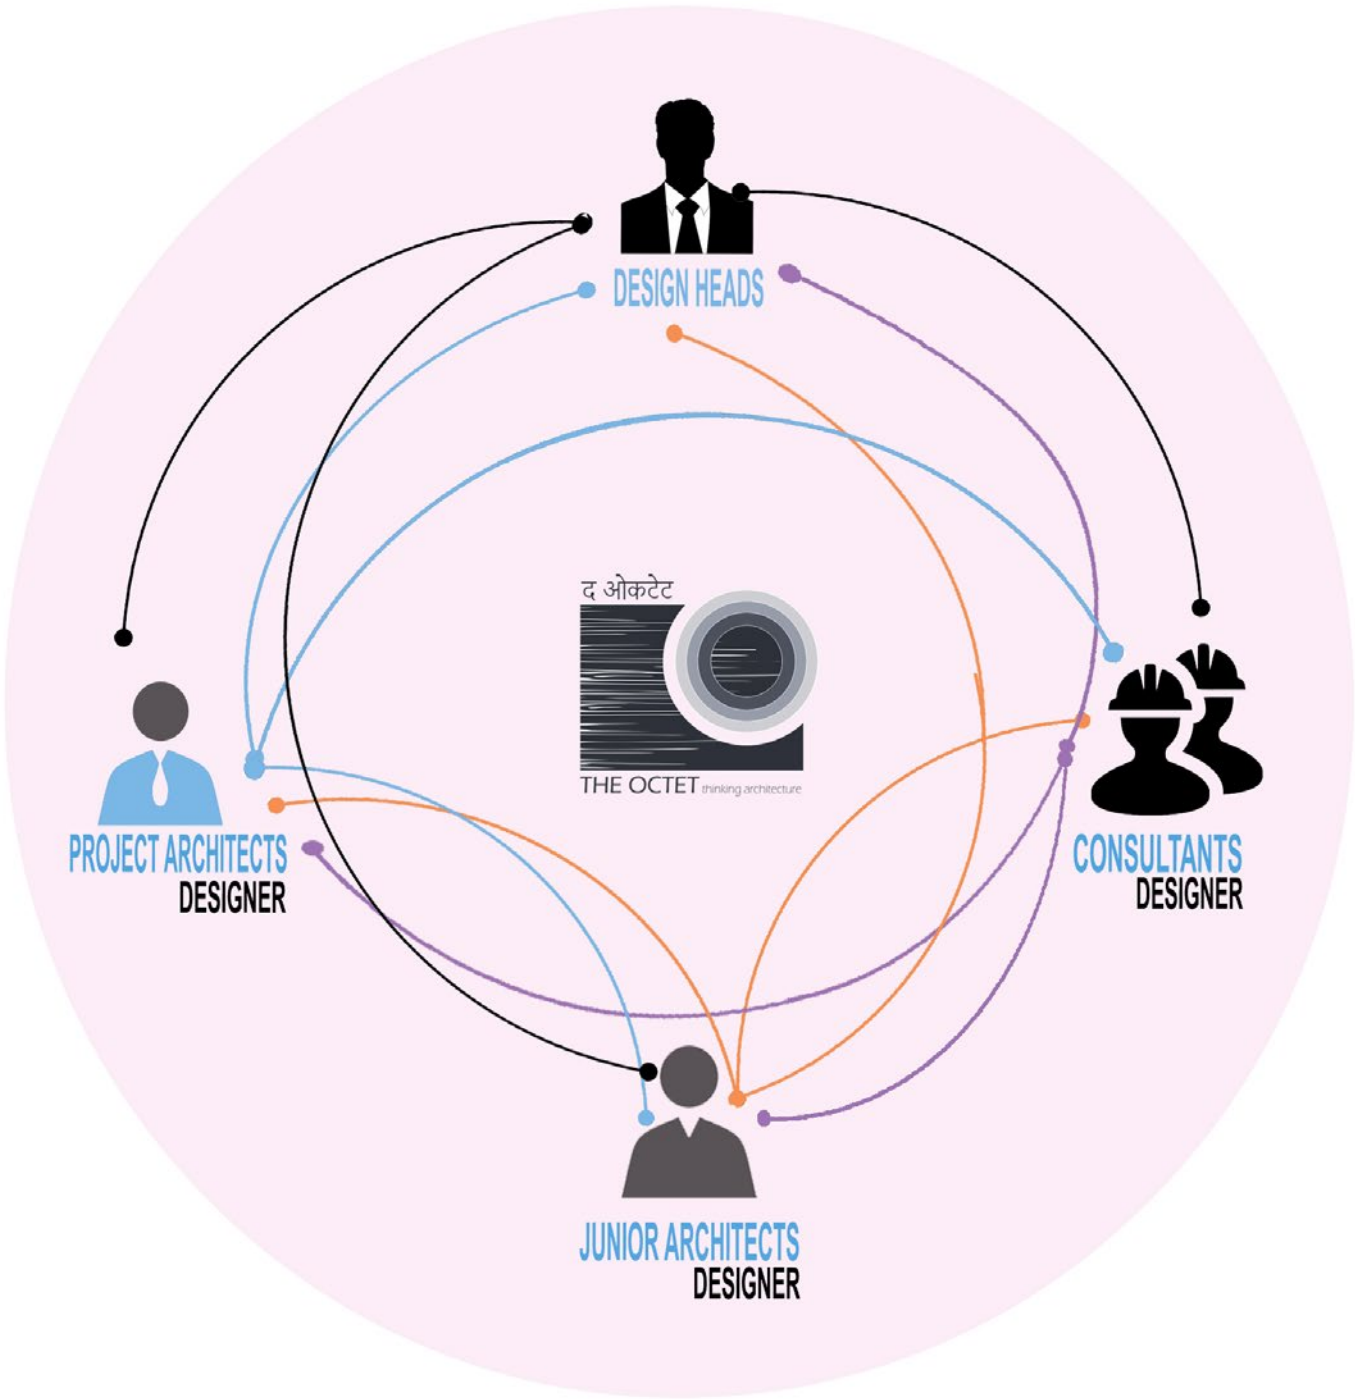 DESIGN HEADS
द ओकटेट
THE OCTET thinking architecture
PROJECT ARCHITECTS
DESIGNER
CONSULTANTS
DESIGNER
JUNIOR ARCHITECTS
DESIGNER